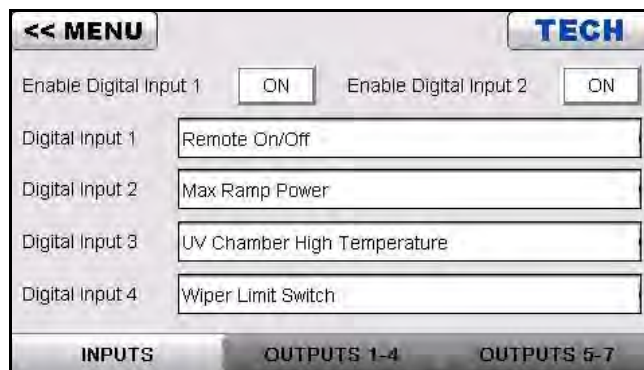 << MENU TECH
Enable Digital Input 1 ON Enable Digital Input 2 ON
Digital Input 1 Remote On/Off
Digital Input 2 Max Ramp Power
Digital Input 3 UV Chamber High Temperature
Digital Input 4 Wiper Limit Switch
INPUTS OUTPUTS 1-4 OUTPUTS 5-7